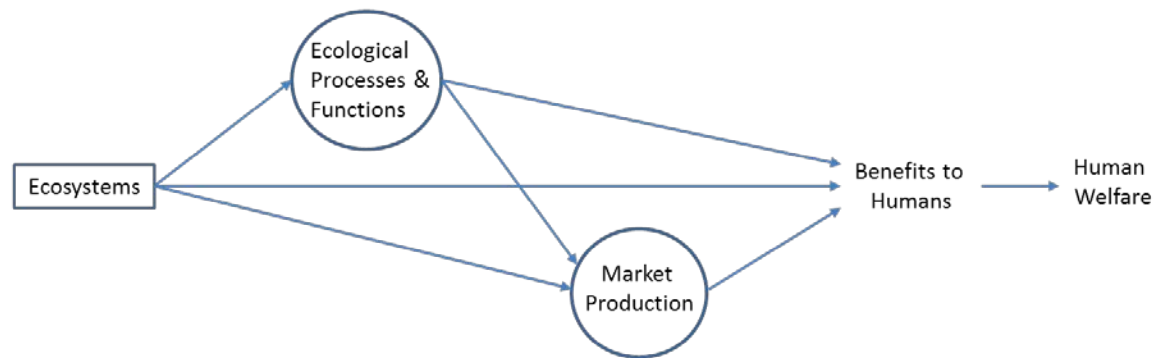 Ecological
Processes &
Functions
Ecosystems
Benefits to
Humans
Human
Welfare
Market
Production